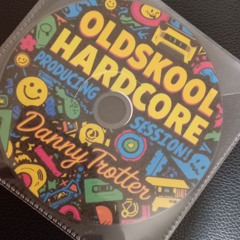 OLDSKOOL
HARDCORE
PRODUCING SESSIONS
Danny Trotter